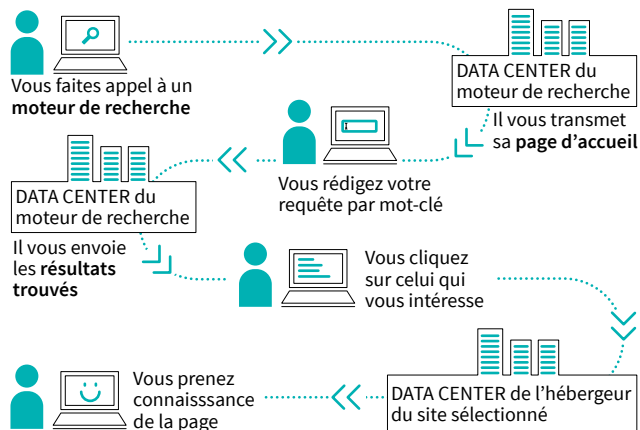 Vous faites appel à un
moteur de recherche
DATA CENTER du
moteur de recherche
Il vous transmet
sa page d'accueil
Vous rédigez votre
requête par mot-clé
DATA CENTER du
moteur de recherche
Il vous envoie
les résultats
trouvés
Vous cliquez
sur celui qui
vous intéresse
DATA CENTER de l'hébergeur
du site sélectionné
Vous prenez
connaisssance
de la page